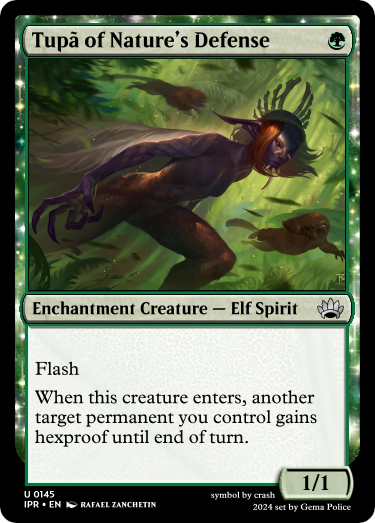 Tupã of Nature's Defense
Enchantment Creature — Elf Spirit
Flash
When this creature enters, another
target permanent you control gains
hexproof until end of turn.
1/1
U 0145
IPR • EN RAFAEL ZANCHETIN
symbol by crash
2024 set by Gema Police